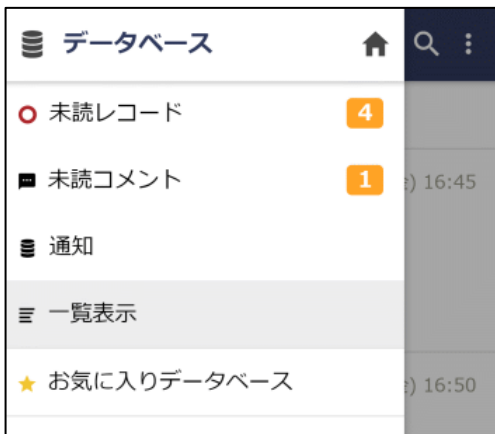 データベース
未読レコード 4
未読コメント 1
) 16:45
通知
一覧表示
お気に入りデータベース
) 16:50